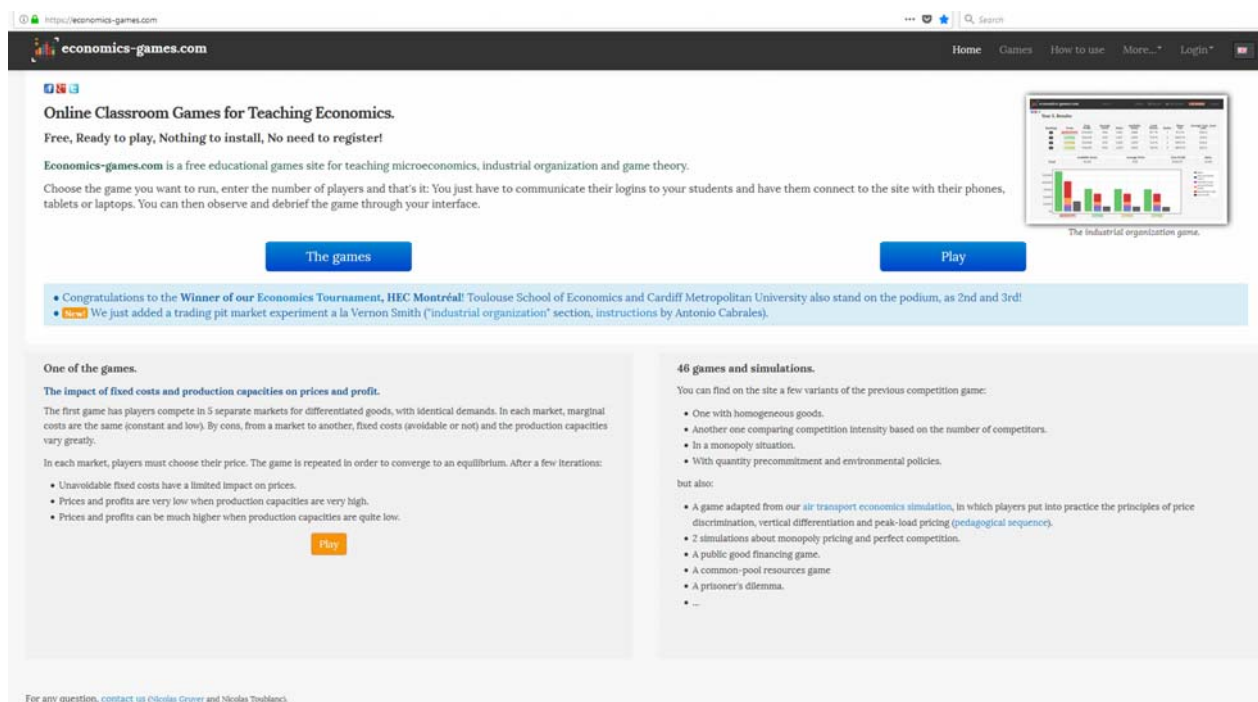 https://economics-games.com
Search
economics-games.com
Home Games How to use More... Login
Online Classroom Games for Teaching Economics.
Free, Ready to play, Nothing to install, No need to register!
Economics-games.com is a free educational games site for teaching microeconomics, industrial organization and game theory.
Choose the game you want to run, enter the number of players and that's it: You just have to communicate their logins to your students and have them connect to the site with their phones,
tablets or laptops. You can then observe and debrief the game through your interface.
The industrial organization game.
The games
Play
• Congratulations to the Winner of our Economics Tournament, HEC Montréal! Toulouse School of Economics and Cardiff Metropolitan University also stand on the podium, as 2nd and 3rd!
• New! We just added a trading pit market experiment a la Vernon Smith ("industrial organization" section, instructions by Antonio Cabrales).
One of the games.
The impact of fixed costs and production capacities on prices and profit.
The first game has players compete in 5 separate markets for differentiated goods, with identical demands. In each market, marginal
costs are the same (constant and low). By cons, from a market to another, fixed costs (avoidable or not) and the production capacities
vary greatly.
In each market, players must choose their price. The game is repeated in order to converge to an equilibrium. After a few iterations:
• Unavoidable fixed costs have a limited impact on prices.
• Prices and profits are very low when production capacities are very high.
• Prices and profits can be much higher when production capacities are quite low.
Play
46 games and simulations.
You can find on the site a few variants of the previous competition game:
• One with homogeneous goods.
• Another one comparing competition intensity based on the number of competitors.
• In a monopoly situation.
• With quantity precommitment and environmental policies.
but also:
• A game adapted from our air transport economics simulation, in which players put into practice the principles of price
discrimination, vertical differentiation and peak-load pricing (pedagogical sequence).
• 2 simulations about monopoly pricing and perfect competition.
• A public good financing game.
• A common-pool resources game
• A prisoner's dilemma.
• ...
For any question, contact us (Nicolas Gruyer and Nicolas Toublanc).